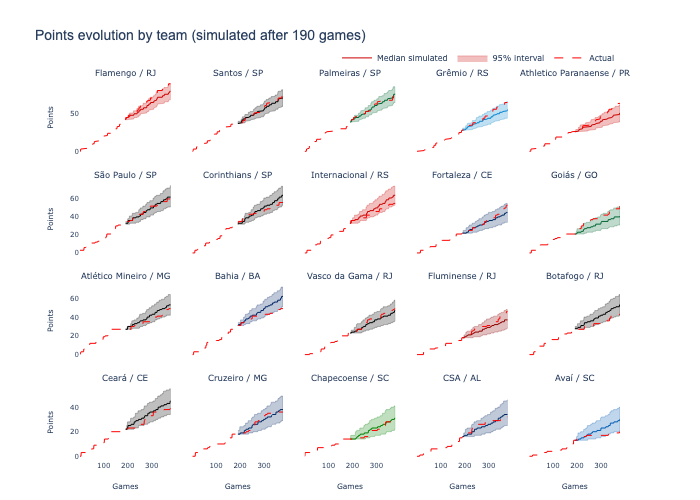 Points evolution by team (simulated after 190 games)
Median simulated 95% interval Actual
Flamengo / RJ Santos / SP Palmeiras / SP Grêmio / RS Athletico Paranaense / PR
Points
50
0
São Paulo / SP Corinthians / SP Internacional / RS Fortaleza / CE Goiás / GO
Points
60
40
20
0
Atlético Mineiro / MG Bahia / BA Vasco da Gama / RJ Fluminense / RJ Botafogo / RJ
Points
60
40
20
0
Ceará / CE Cruzeiro / MG Chapecoense / SC CSA / AL Avaí / SC
Points
40
20
0
100 200 300 100 200 300 100 200 300 100 200 300 100 200 300
Games Games Games Games Games